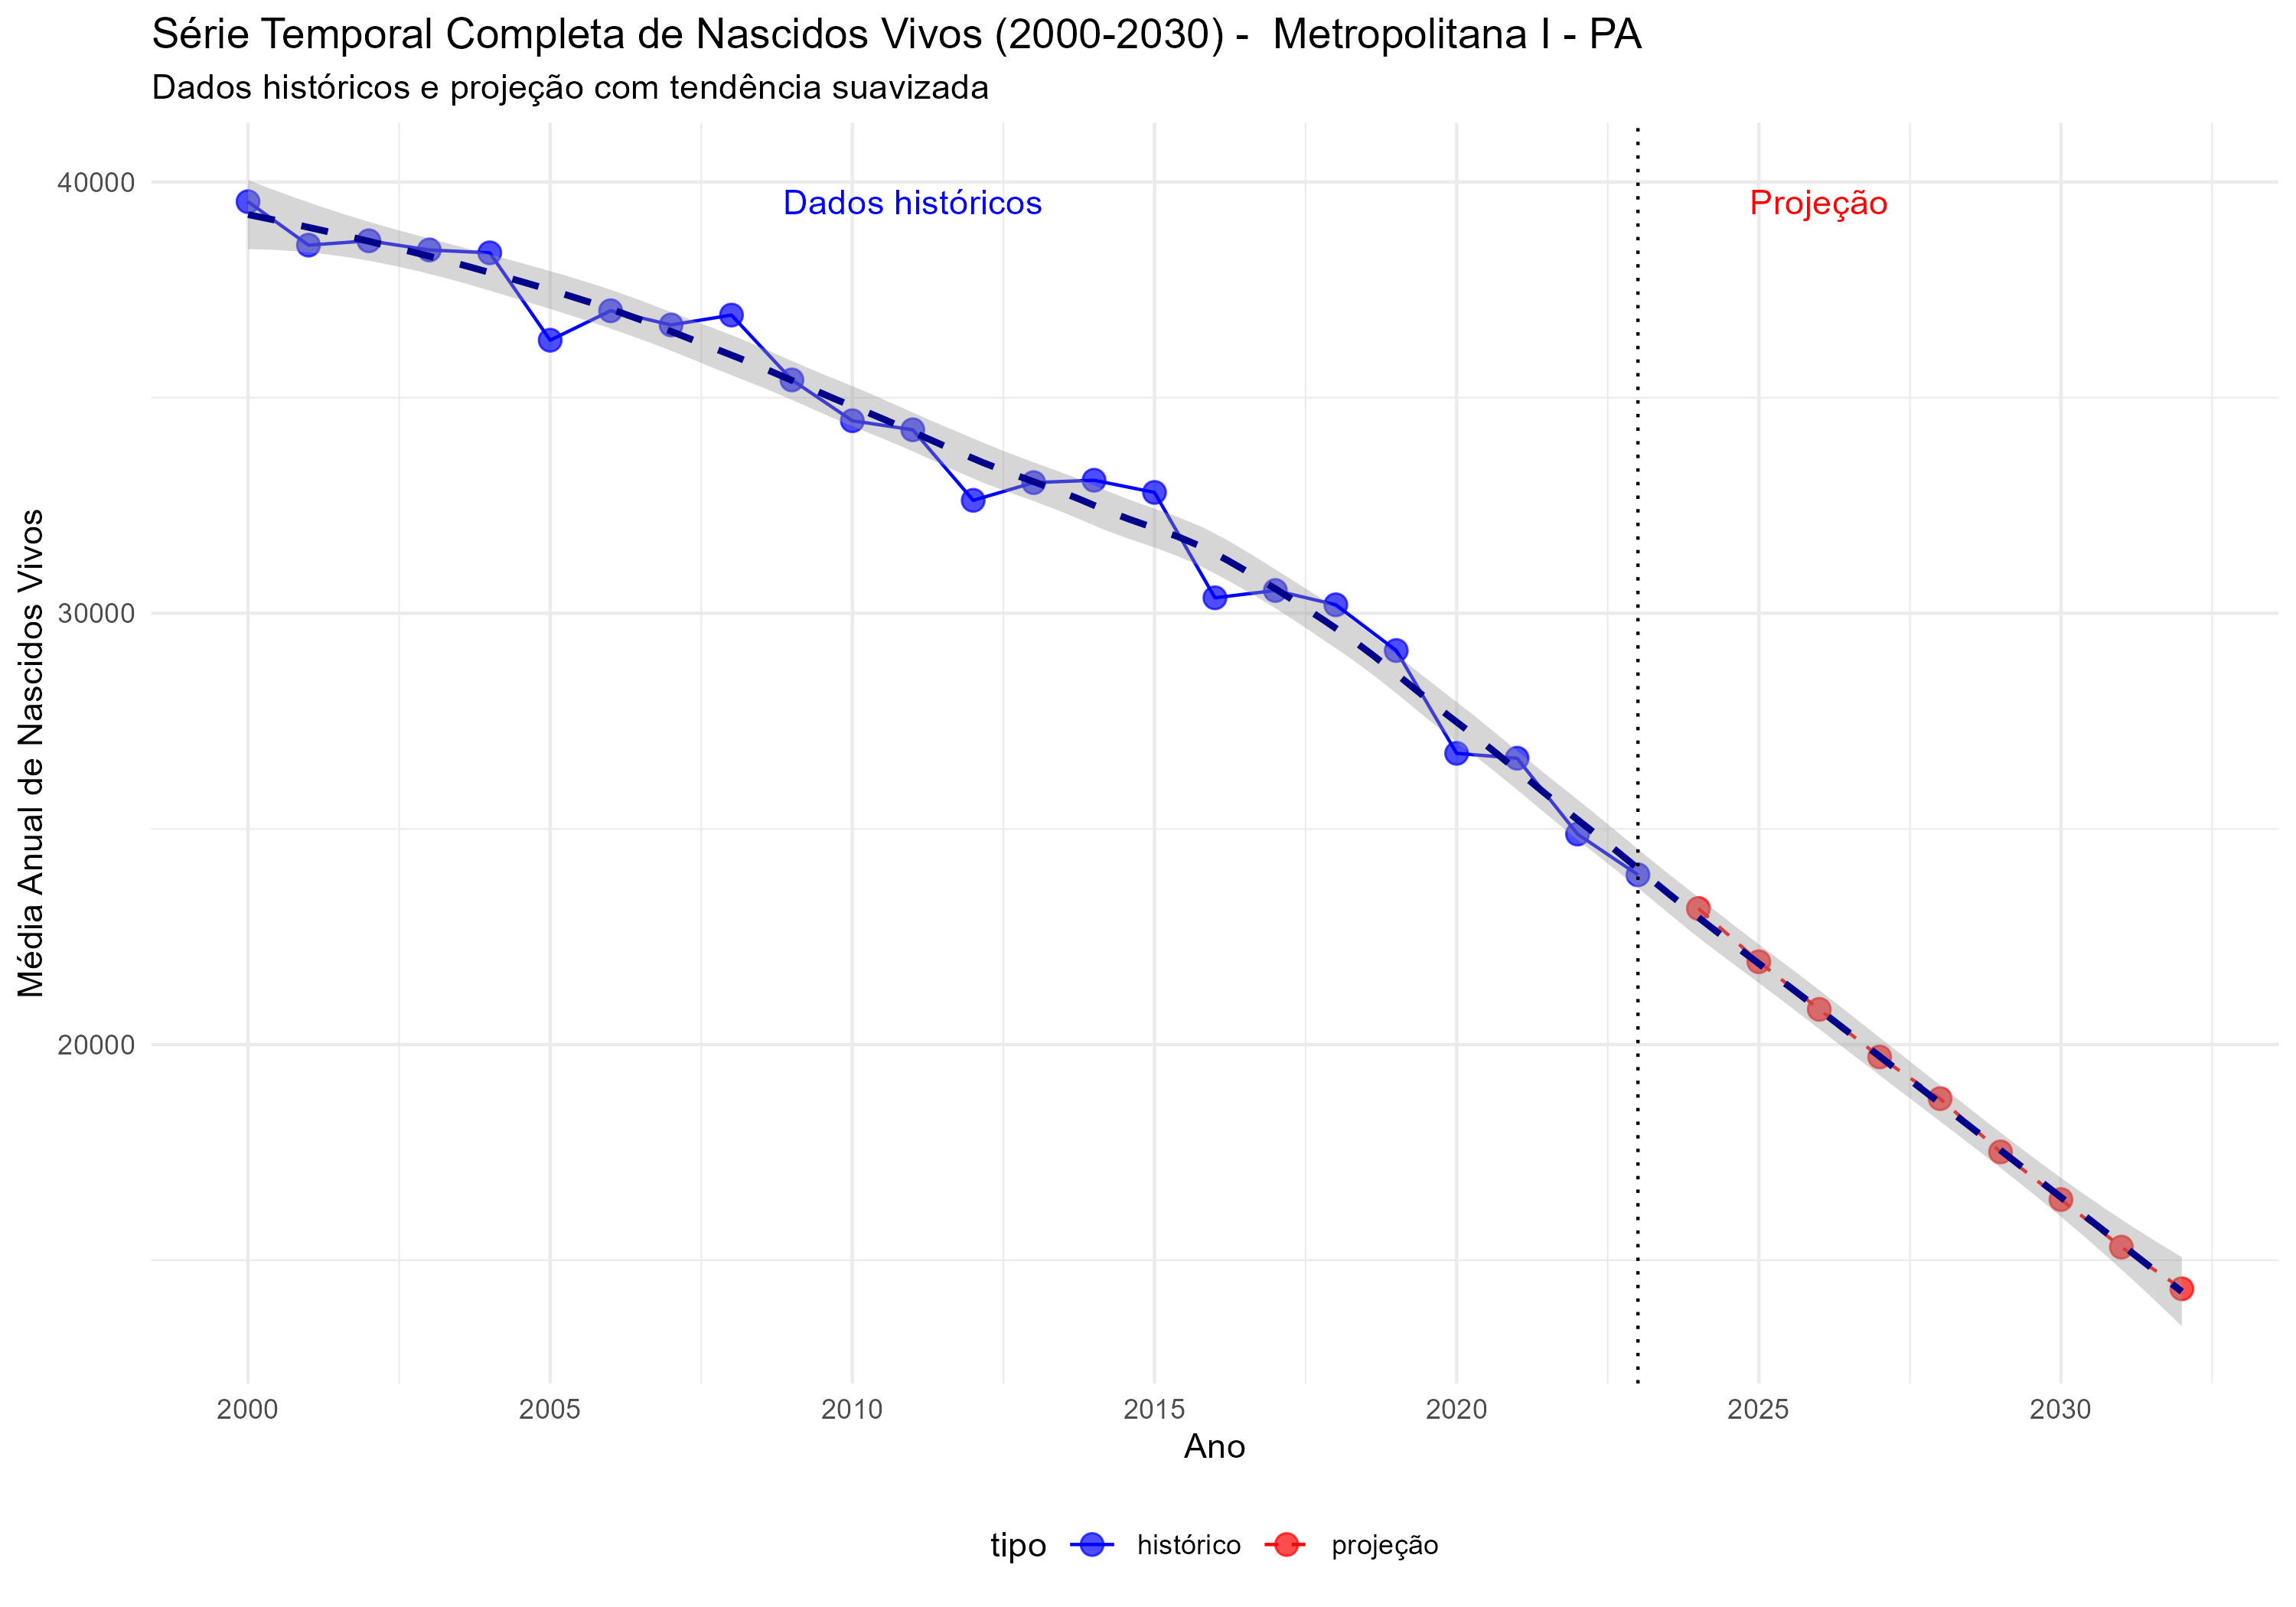 Série Temporal Completa de Nascidos Vivos (2000-2030) -  Metropolitana I - PA
Dados históricos e projeção com tendência suavizada
Média Anual de Nascidos Vivos
40000
30000
20000
Dados históricos
Projeção
2000
2005
2010
2015
2020
2025
2030
Ano
tipo
histórico
projeção